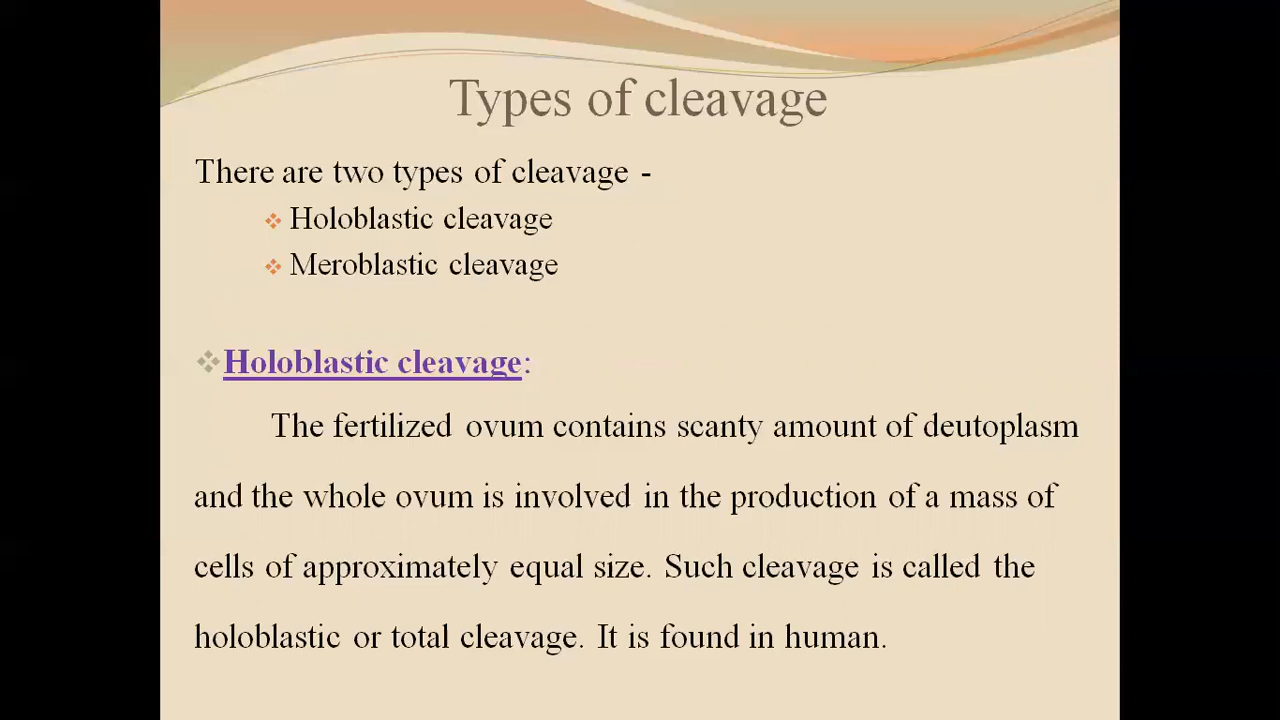 Types of cleavage
There are two types of cleavage -
❖ Holoblastic cleavage
❖ Meroblastic cleavage
❖Holoblastic cleavage:
The fertilized ovum contains scanty amount of deutoplasm
and the whole ovum is involved in the production of a mass of
cells of approximately equal size. Such cleavage is called the
holoblastic or total cleavage. It is found in human.